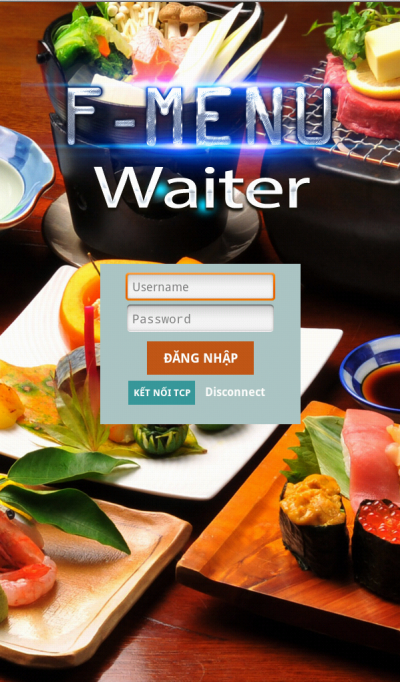 F-MENU
Waiter
Username
Password
ĐĂNG NHẬP
KẾT NỐI TCP Disconnect